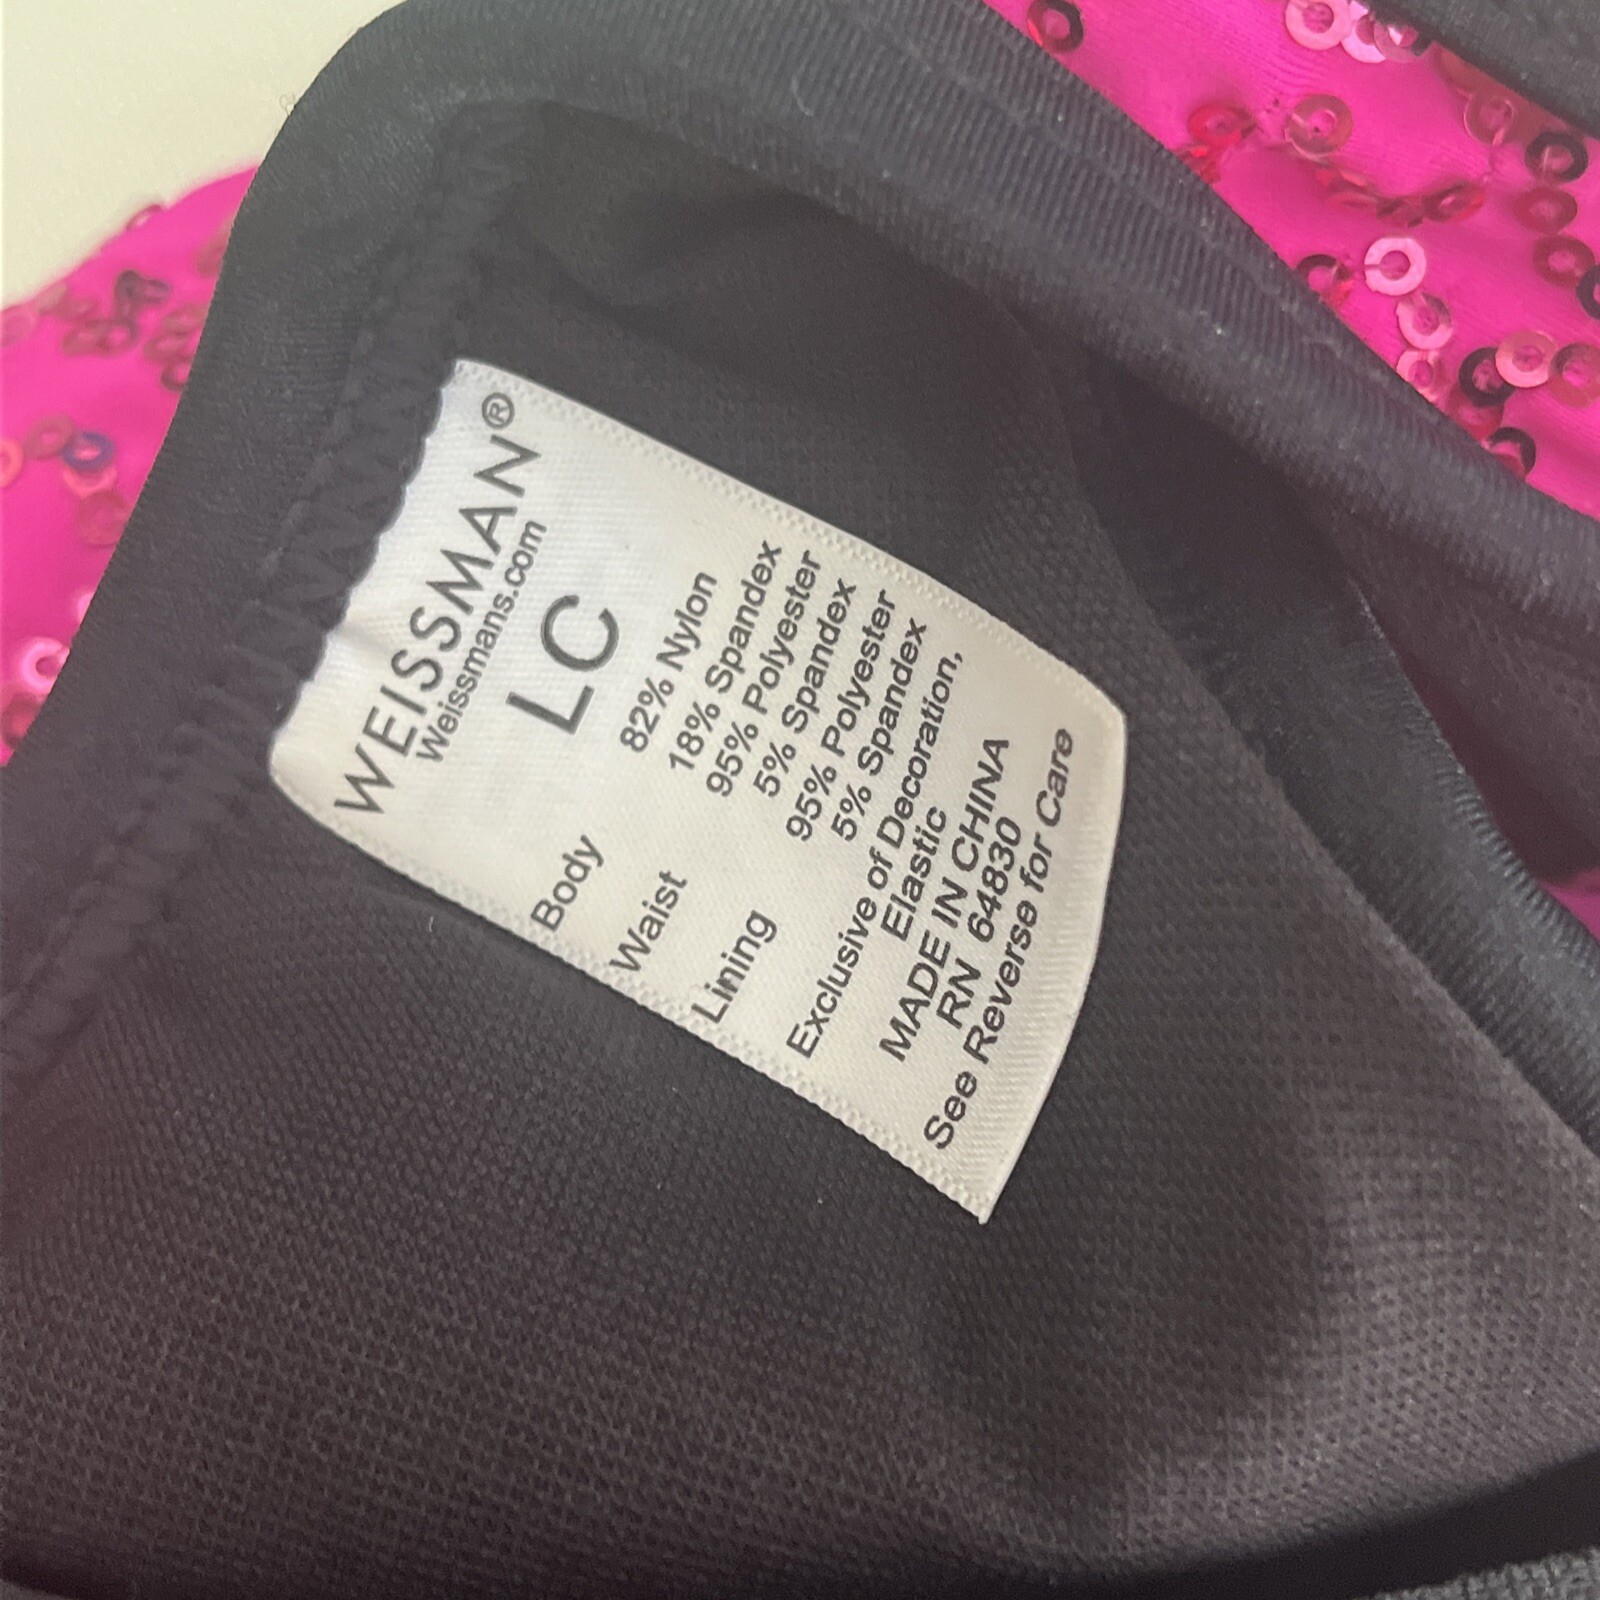 WEISSMAN®
Weissmans.com
LC
Body 82% Nylon
18% Spandex
Waist 95% Polyester
5% Spandex
Lining 95% Polyester
5% Spandex
Exclusive of Decoration,
Elastic
MADE IN CHINA
RN 64830
See Reverse for Care